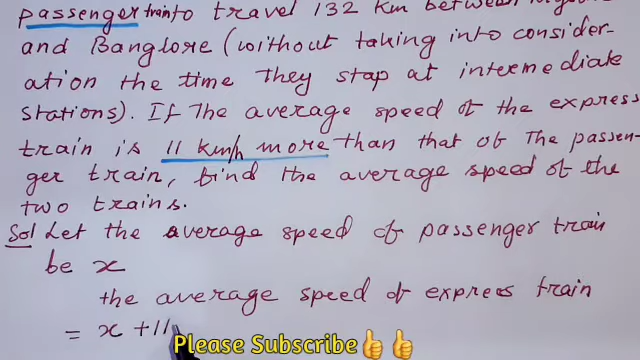 passenger train to travel 132 km between
and Banglore (without taking into consider-
ation the time They stop at intermediate
stations). If The average speed of the express
train is 11 km/h more than that of The passen-
ger train, find the average speed of the
two trains.
Sol Let the average speed of passenger train
be x
the average speed of express train
= x + 11
Please Subscribe👍👍